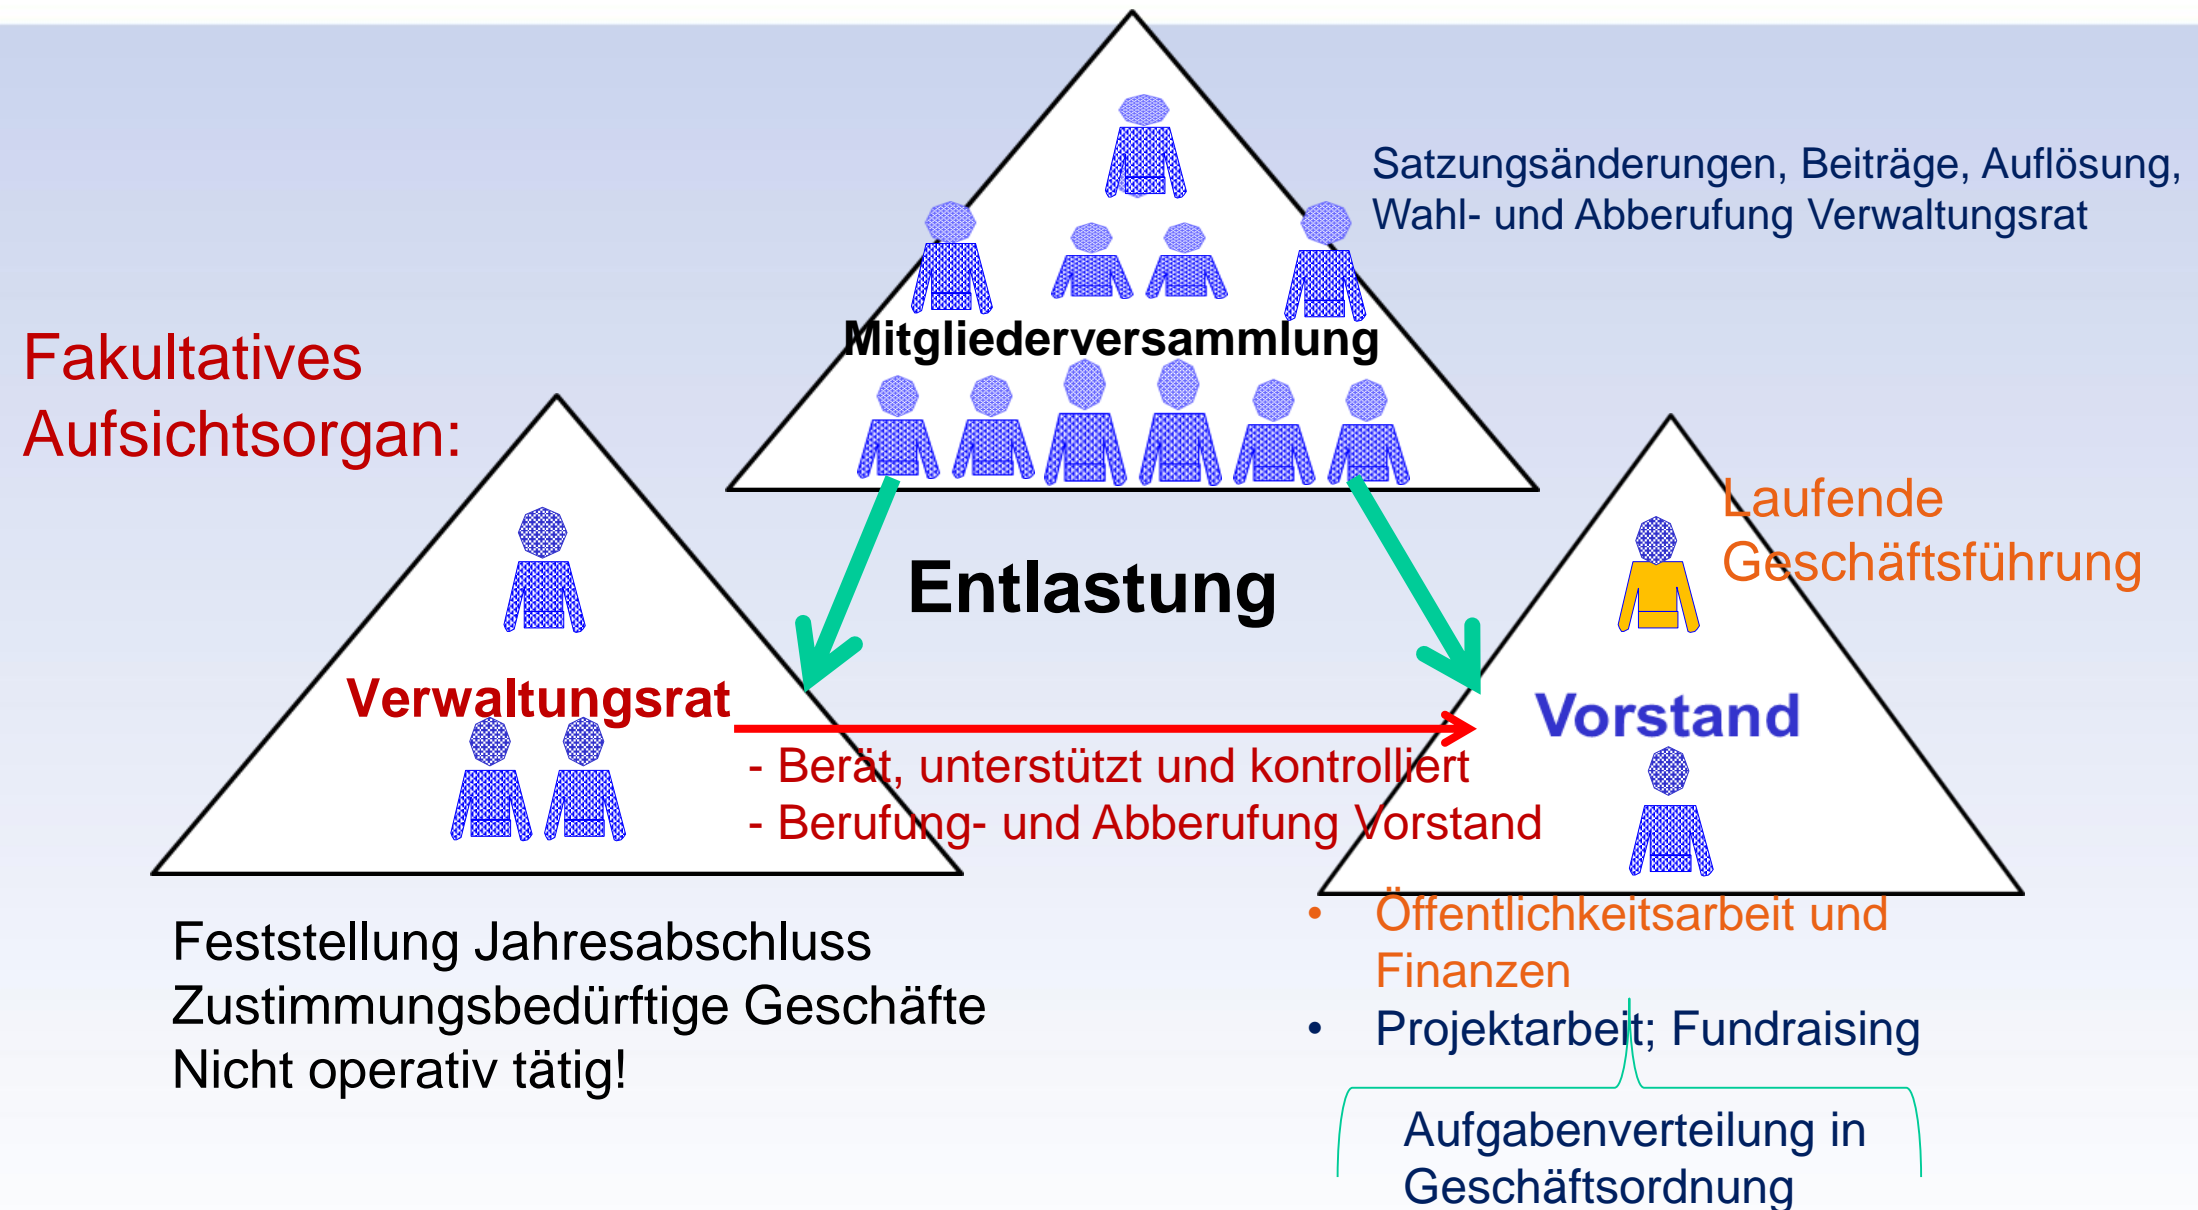 Satzungsänderungen, Beiträge, Auflösung,
Wahl- und Abberufung Verwaltungsrat
Mitgliederversammlung
Fakultatives
Aufsichtsorgan:
Laufende
Geschäftsführung
Entlastung
Verwaltungsrat
Vorstand
- Berät, unterstützt und kontrolliert
- Berufung- und Abberufung Vorstand
Feststellung Jahresabschluss
Zustimmungsbedürftige Geschäfte
Nicht operativ tätig!
• Öffentlichkeitsarbeit und
Finanzen
• Projektarbeit; Fundraising
Aufgabenverteilung in
Geschäftsordnung